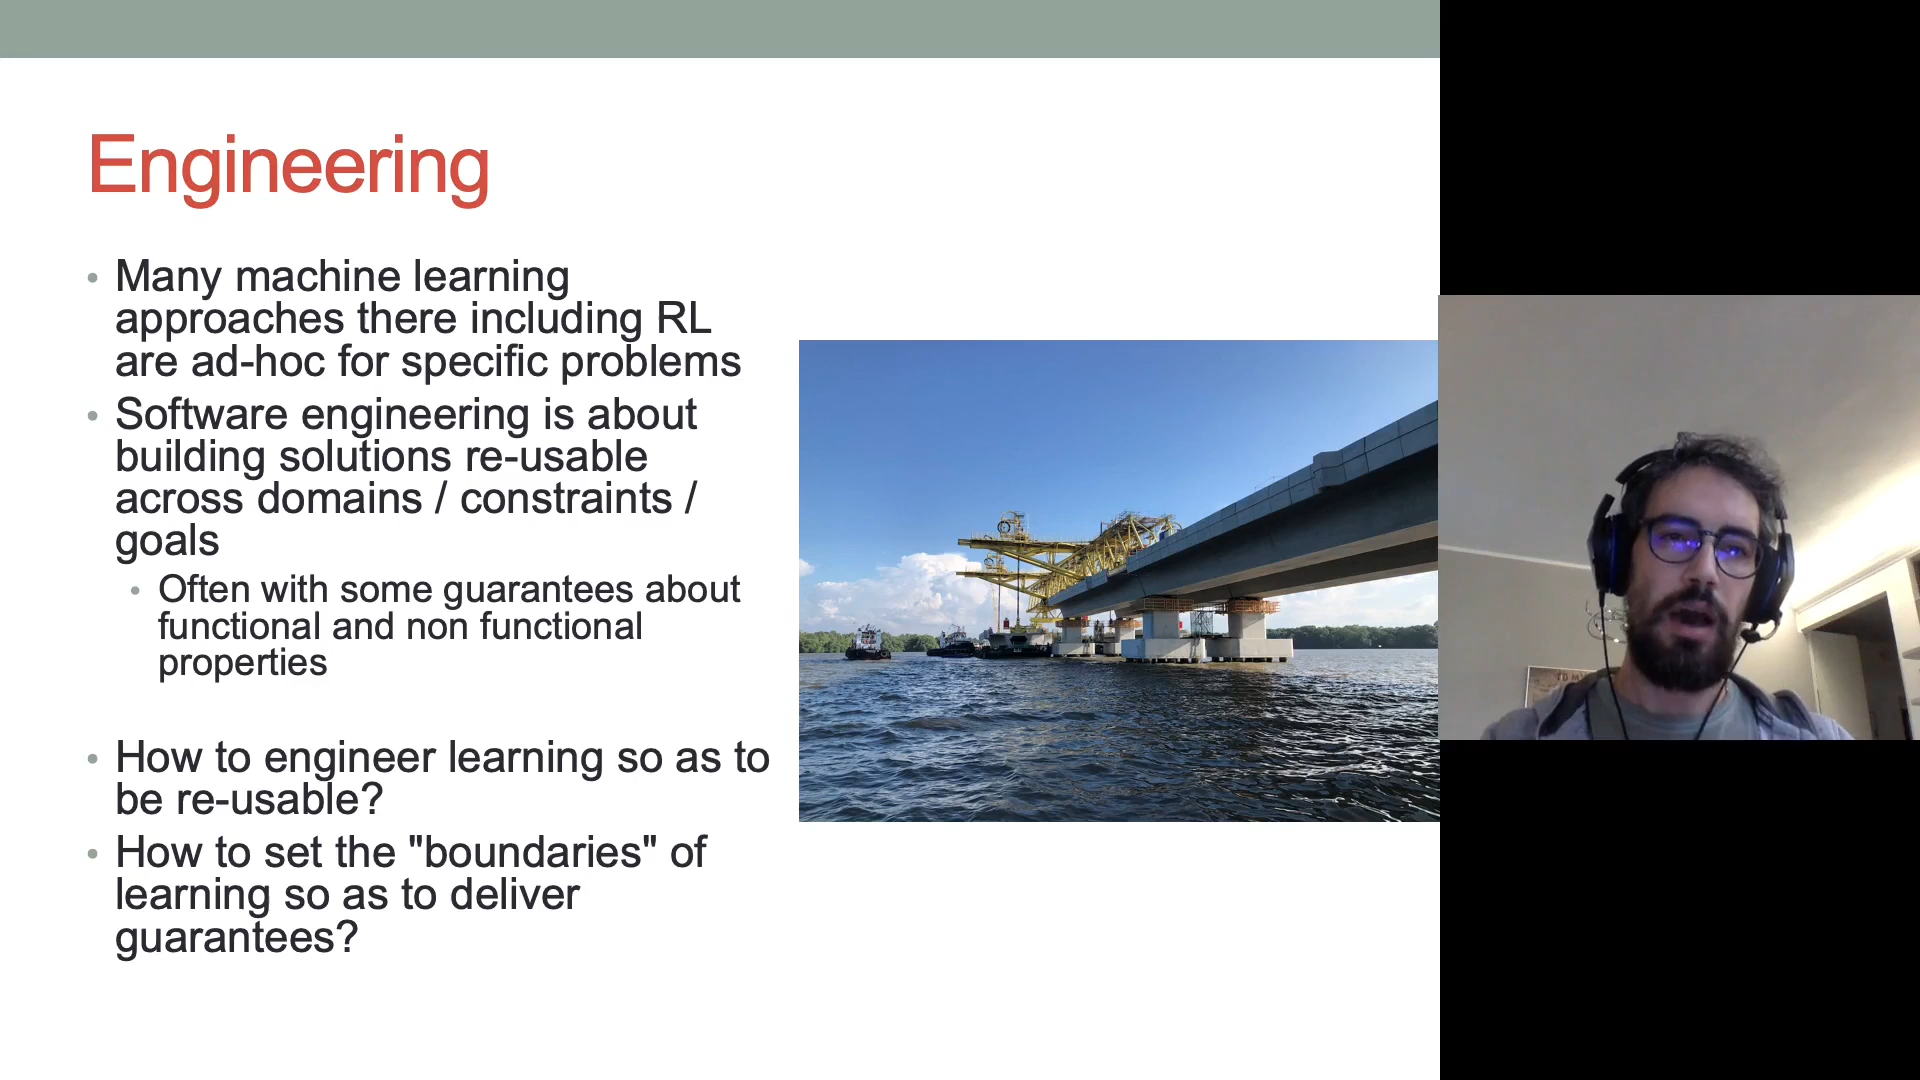 Engineering
• Many machine learning
approaches there including RL
are ad-hoc for specific problems
• Software engineering is about
building solutions re-usable
across domains / constraints /
goals
• Often with some guarantees about
functional and non functional
properties
• How to engineer learning so as to
be re-usable?
• How to set the "boundaries" of
learning so as to deliver
guarantees?